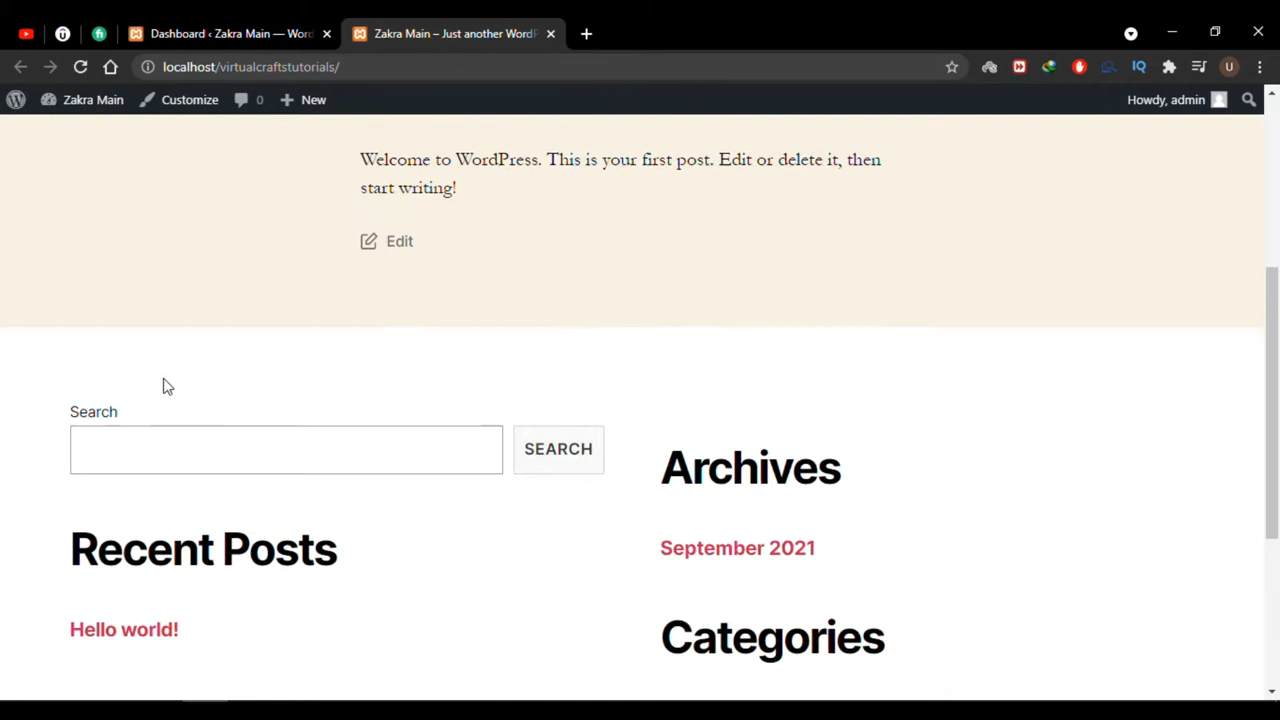 Dashboard ‹ Zakra Main — Word
Zakra Main – Just another WordP
localhost/virtualcraftstutorials/
IQ
U
Zakra Main
Customize
0
New
Howdy, admin
Welcome to WordPress. This is your first post. Edit or delete it, then
start writing!
Edit
Search
SEARCH
Archives
Recent Posts
September 2021
Hello world!
Categories